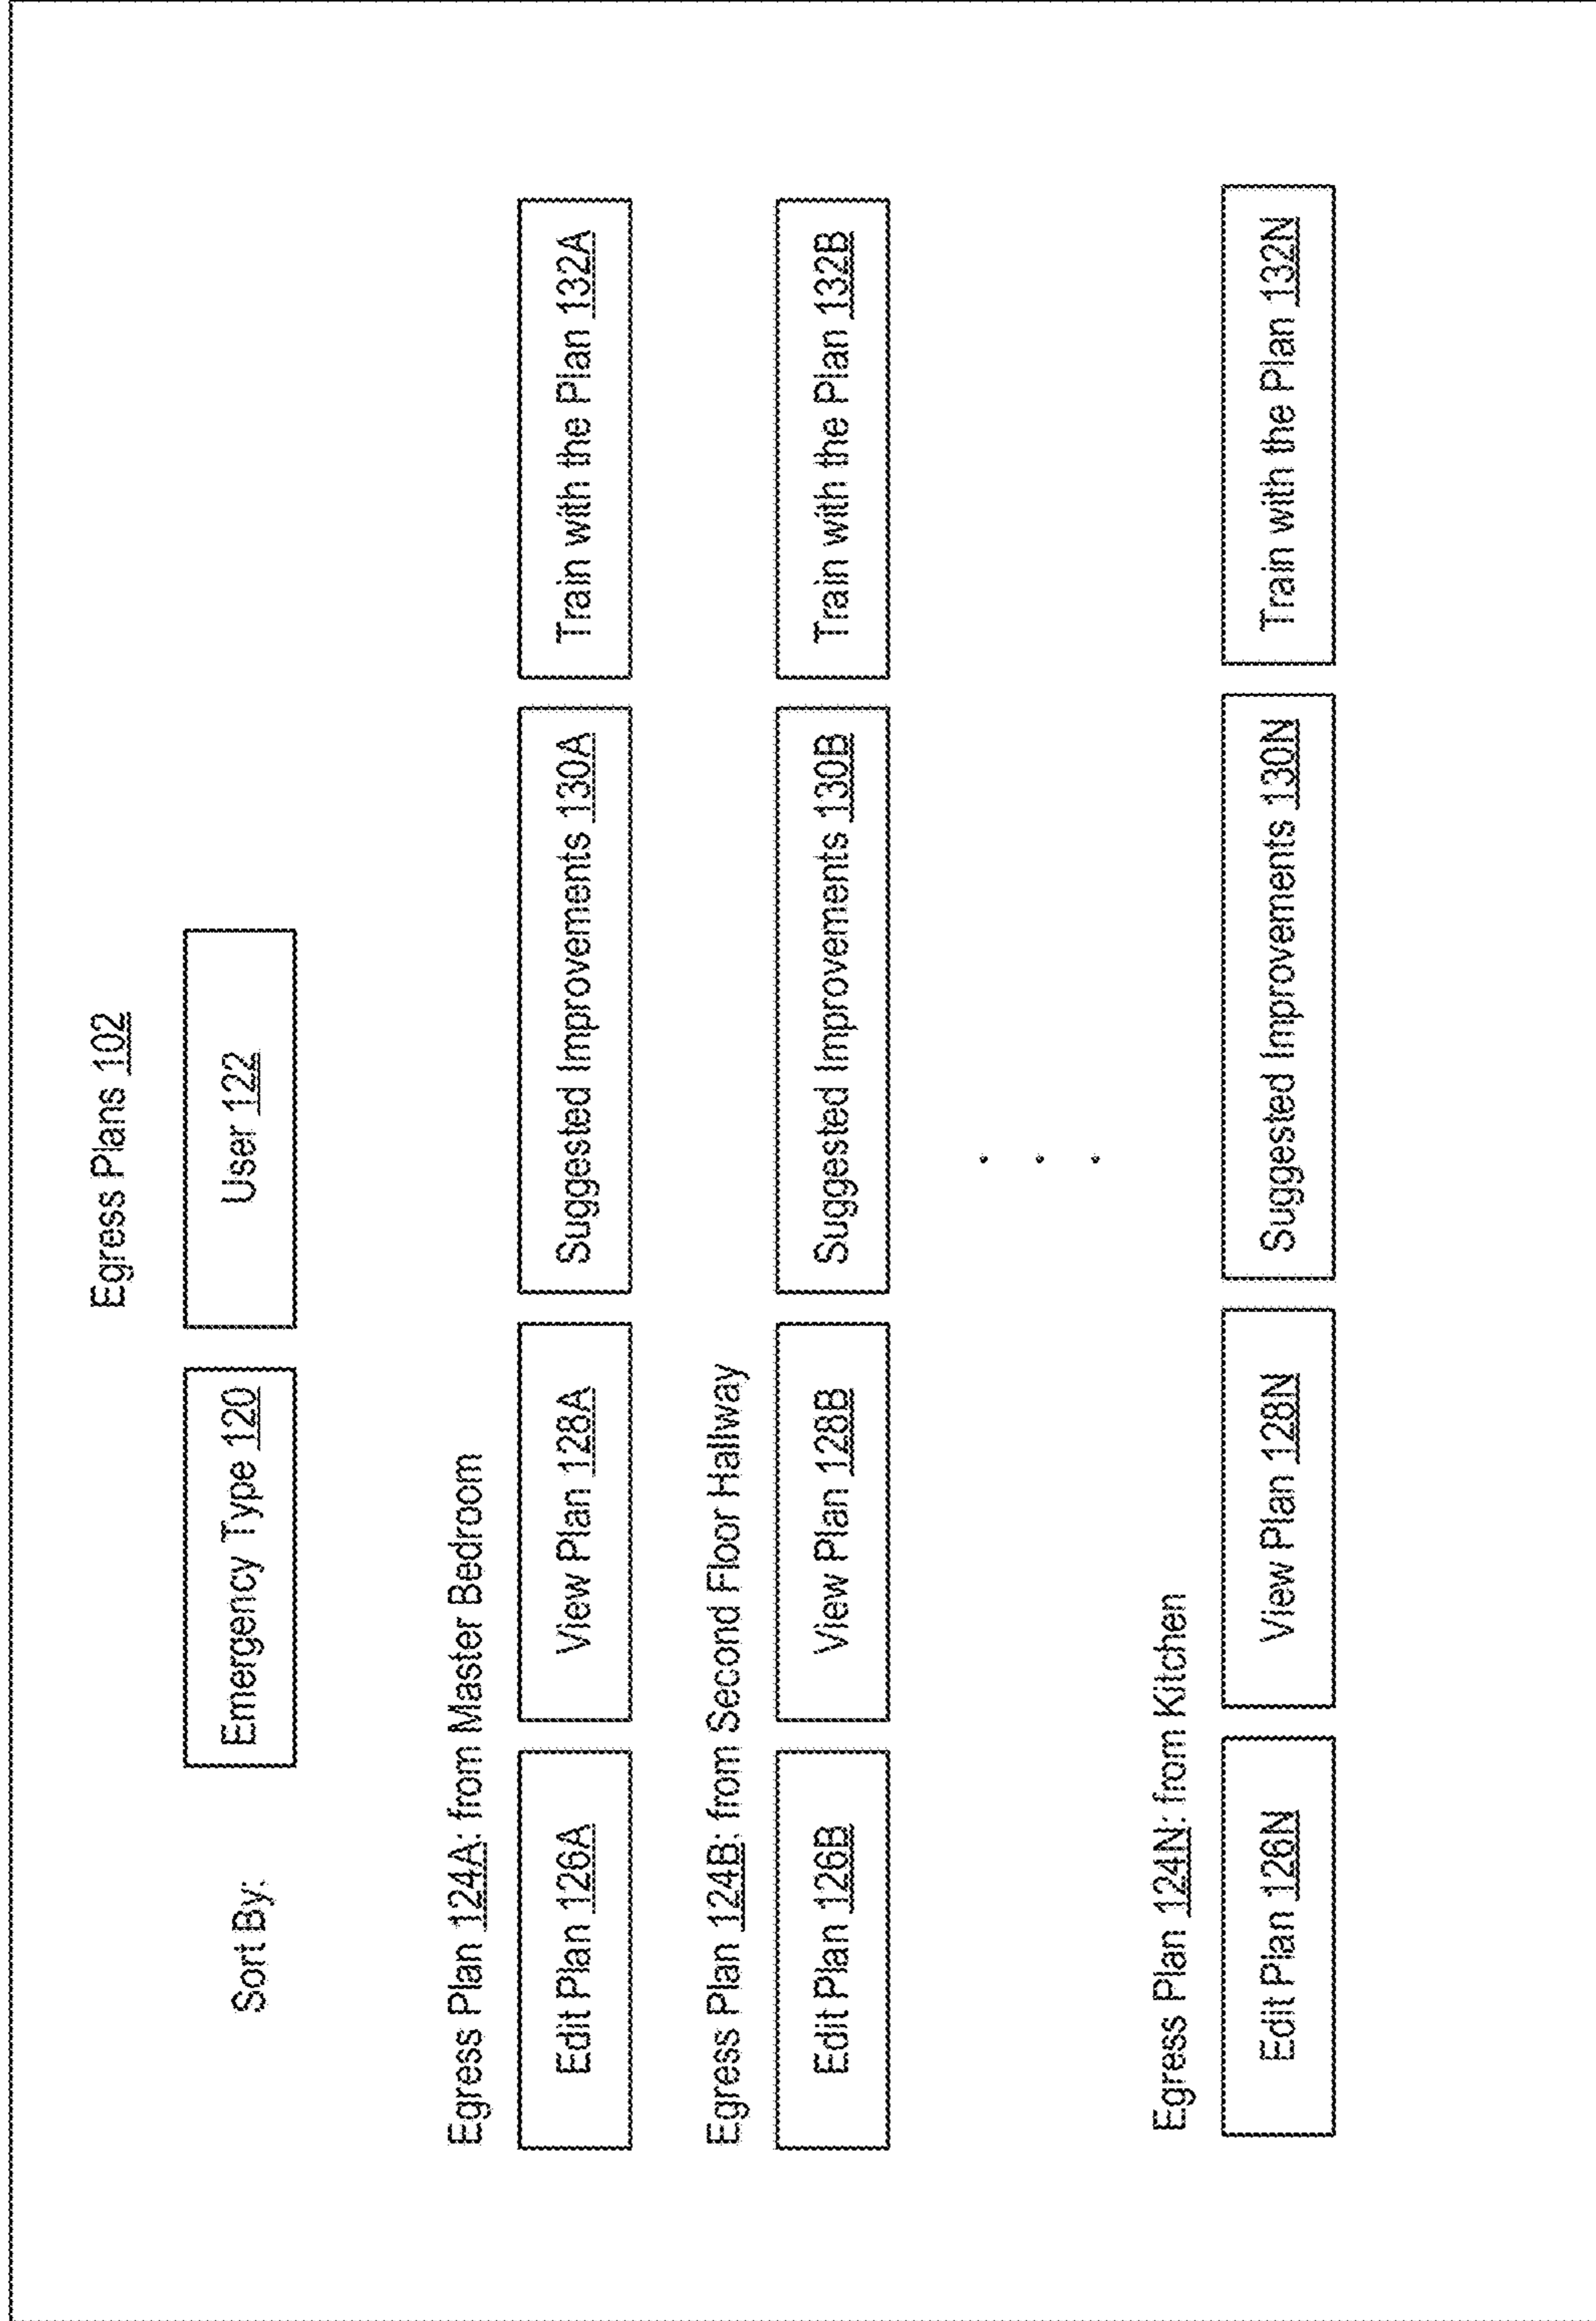 Egress Plans 102
Sort By: Emergency Type 120 User 122
Egress Plan 124A: from Master Bedroom
Edit Plan 126A View Plan 128A Suggested Improvements 130A Train with the Plan 132A
Egress Plan 124B: from Second Floor Hallway
Edit Plan 126B View Plan 128B Suggested Improvements 130B Train with the Plan 132B
. . .
Egress Plan 124N: from Kitchen
Edit Plan 126N View Plan 128N Suggested Improvements 130N Train with the Plan 132N